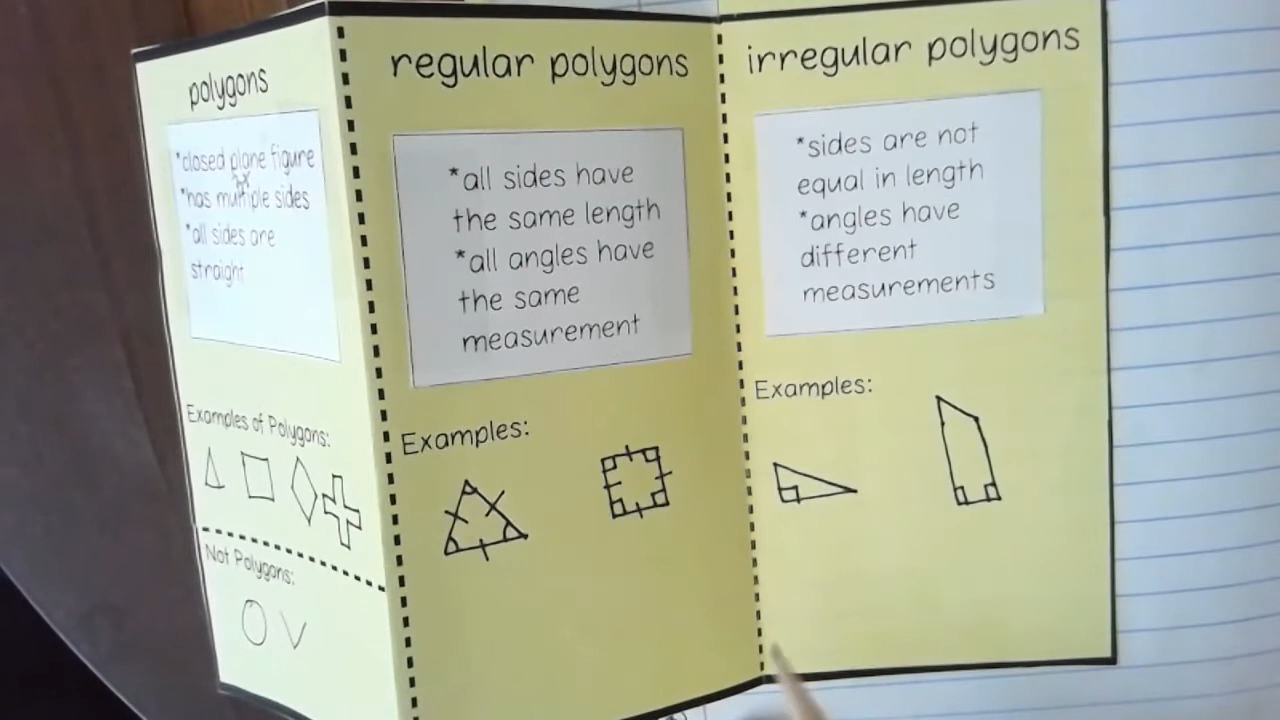 polygons
*closed plane figure
*has multiple sides
*all sides are
straight
Examples of Polygons:
Not Polygons:
regular polygons
*all sides have
the same length
*all angles have
the same
measurement
Examples:
irregular polygons
*sides are not
equal in length
*angles have
different
measurements
Examples: